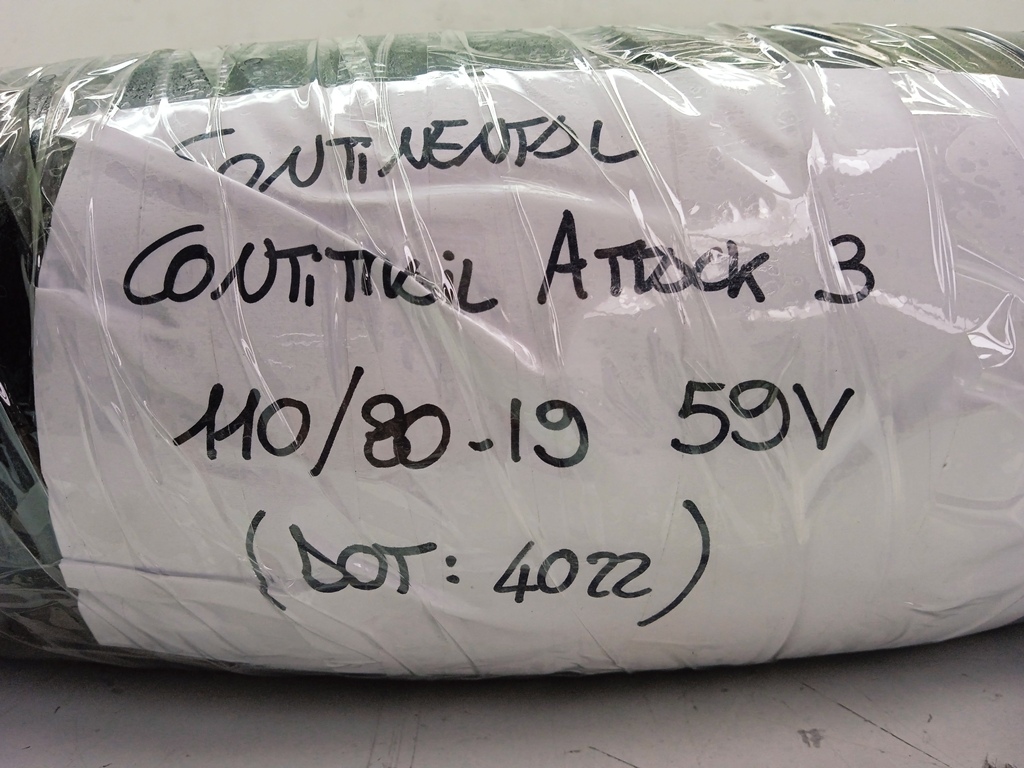 CONTINENTAL
CONTITRAIL ATTACK 3
110/80-19 59V
(DOT: 4022)